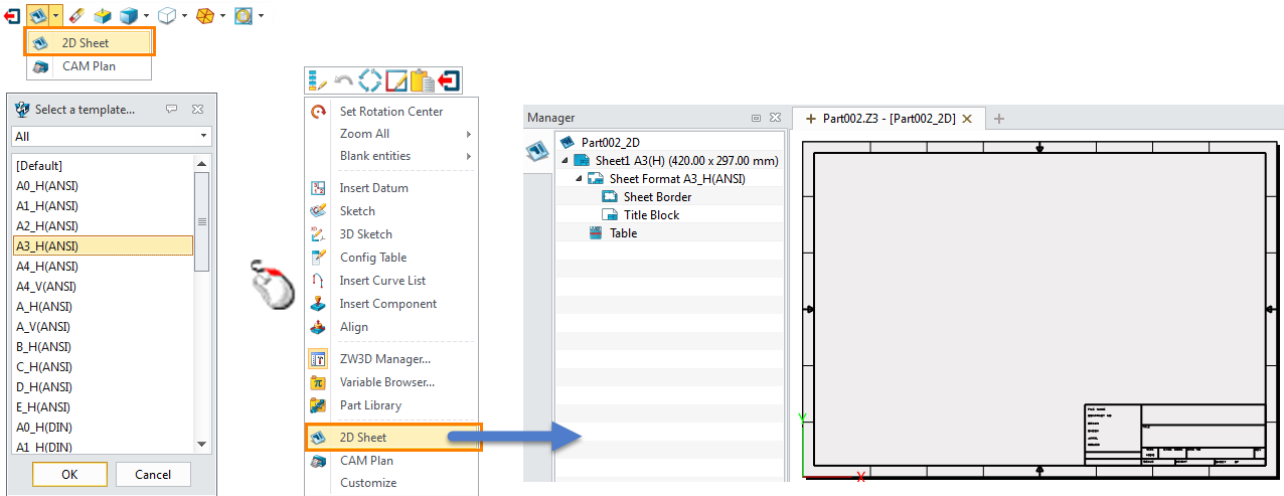 2D Sheet
CAM Plan
Select a template...
All
[Default]
A0_H(ANSI)
A1_H(ANSI)
A2_H(ANSI)
A3_H(ANSI)
A4_H(ANSI)
A4_V(ANSI)
A_H(ANSI)
A_V(ANSI)
B_H(ANSI)
C_H(ANSI)
D_H(ANSI)
E_H(ANSI)
A0_H(DIN)
A1_H(DIN)
OK
Cancel
Set Rotation Center
Zoom All
Blank entities
Insert Datum
Sketch
3D Sketch
Config Table
Insert Curve List
Insert Component
Align
ZW3D Manager...
Variable Browser...
Part Library
2D Sheet
CAM Plan
Customize
Manager
Part002_2D
Sheet1 A3(H) (420.00 x 297.00 mm)
Sheet Format A3_H(ANSI)
Sheet Border
Title Block
Table
Part002.Z3 - [Part002_2D]
Y
X